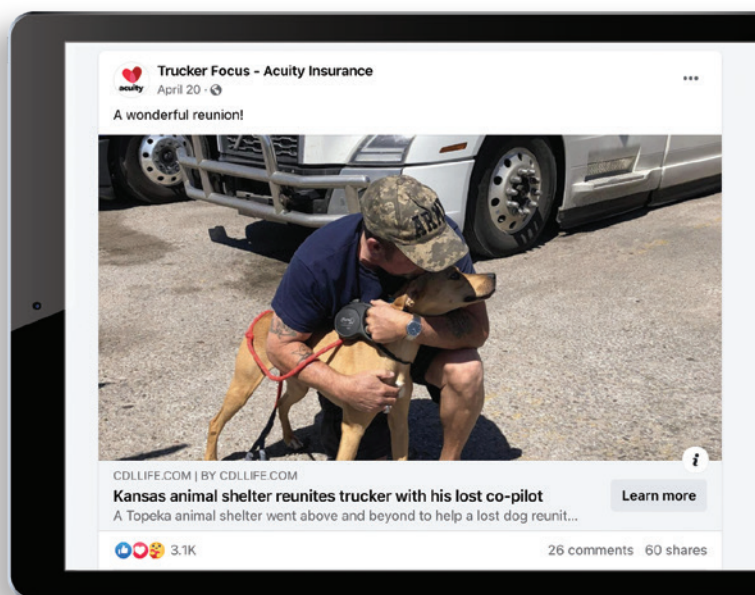 Trucker Focus - Acuity Insurance
acuity
April 20 ·
A wonderful reunion!
ARMY
CDLLIFE.COM | BY CDLLIFE.COM
Kansas animal shelter reunites trucker with his lost co-pilot
Learn more
A Topeka animal shelter went above and beyond to help a lost dog reunit...
3.1K
26 comments 60 shares